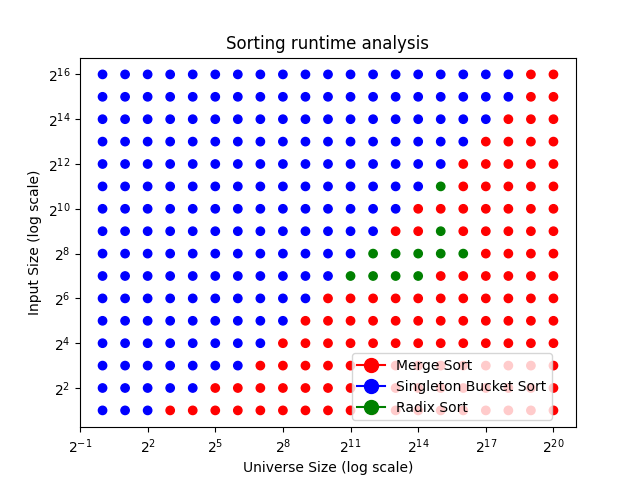 Sorting runtime analysis
Input Size (log scale)
2^16
2^14
2^12
2^10
2^8
2^6
2^4
2^2
Merge Sort
Singleton Bucket Sort
Radix Sort
2^−1 2^2 2^5 2^8 2^11 2^14 2^17 2^20
Universe Size (log scale)